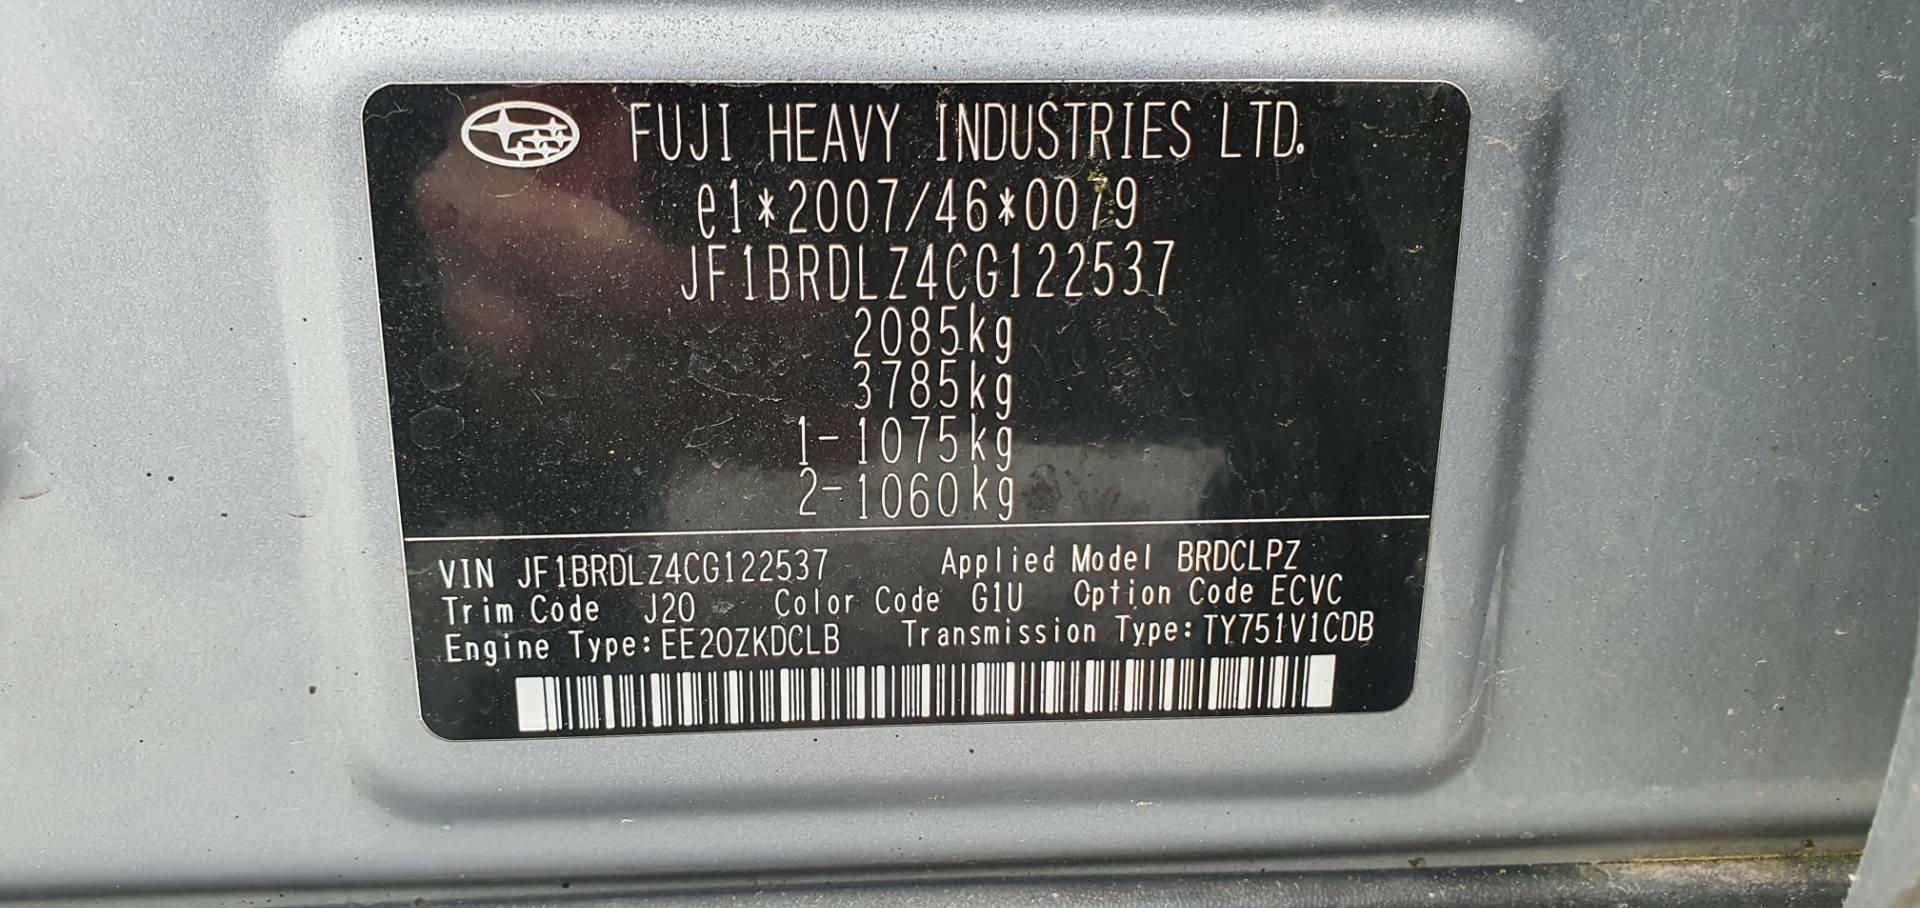 FUJI HEAVY INDUSTRIES LTD.
e1*2007/46*0079
JF1BRDLZ4CG122537
2085kg
3785kg
1-1075kg
2-1060kg
VIN JF1BRDLZ4CG122537 Applied Model BRDCLPZ
Trim Code J20 Color Code G1U Option Code ECVC
Engine Type:EE20ZKDCLB Transmission Type:TY751V1CDB